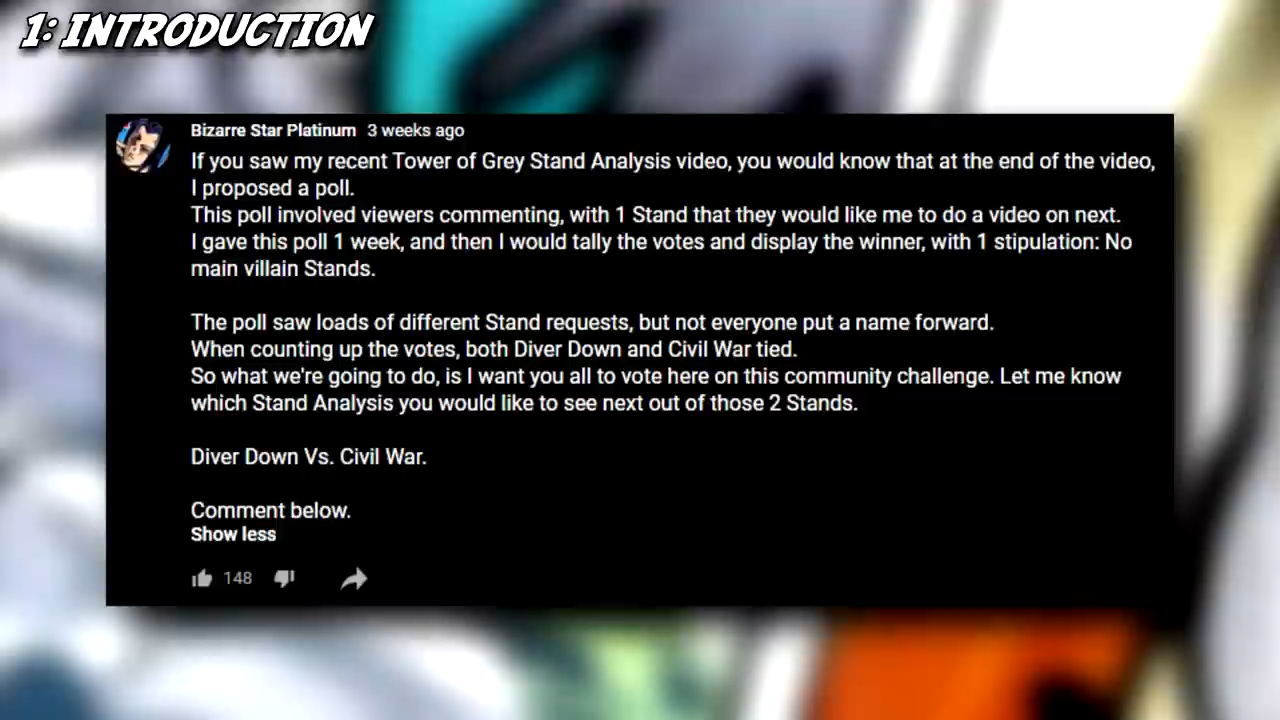 1: INTRODUCTION
Bizarre Star Platinum 3 weeks ago
If you saw my recent Tower of Grey Stand Analysis video, you would know that at the end of the video,
I proposed a poll.
This poll involved viewers commenting, with 1 Stand that they would like me to do a video on next.
I gave this poll 1 week, and then I would tally the votes and display the winner, with 1 stipulation: No
main villain Stands.
The poll saw loads of different Stand requests, but not everyone put a name forward.
When counting up the votes, both Diver Down and Civil War tied.
So what we're going to do, is I want you all to vote here on this community challenge. Let me know
which Stand Analysis you would like to see next out of those 2 Stands.
Diver Down Vs. Civil War.
Comment below.
Show less
148